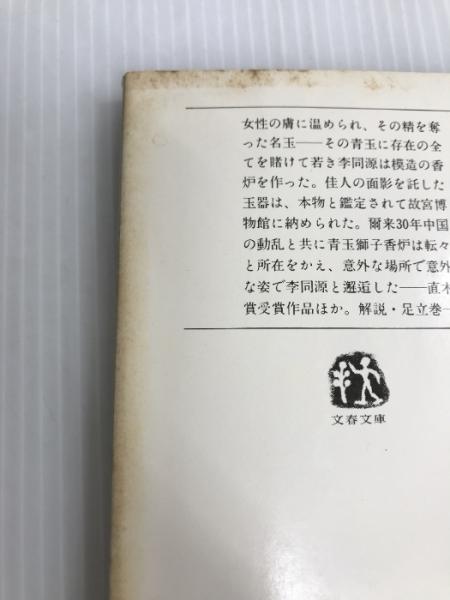 女性の膚に温められ、その精を奪
った名玉──その青玉に存在の全
てを賭けて若き李同源は模造の香
炉を作った。佳人の面影を託した
玉器は、本物と鑑定されて故宮博
物館に納められた。爾来30年中国
の動乱と共に青玉獅子香炉は転々
と所在をかえ、意外な場所で意外
な姿で李同源と邂逅した──直木
賞受賞作品ほか。解説・足立巻一
文春文庫